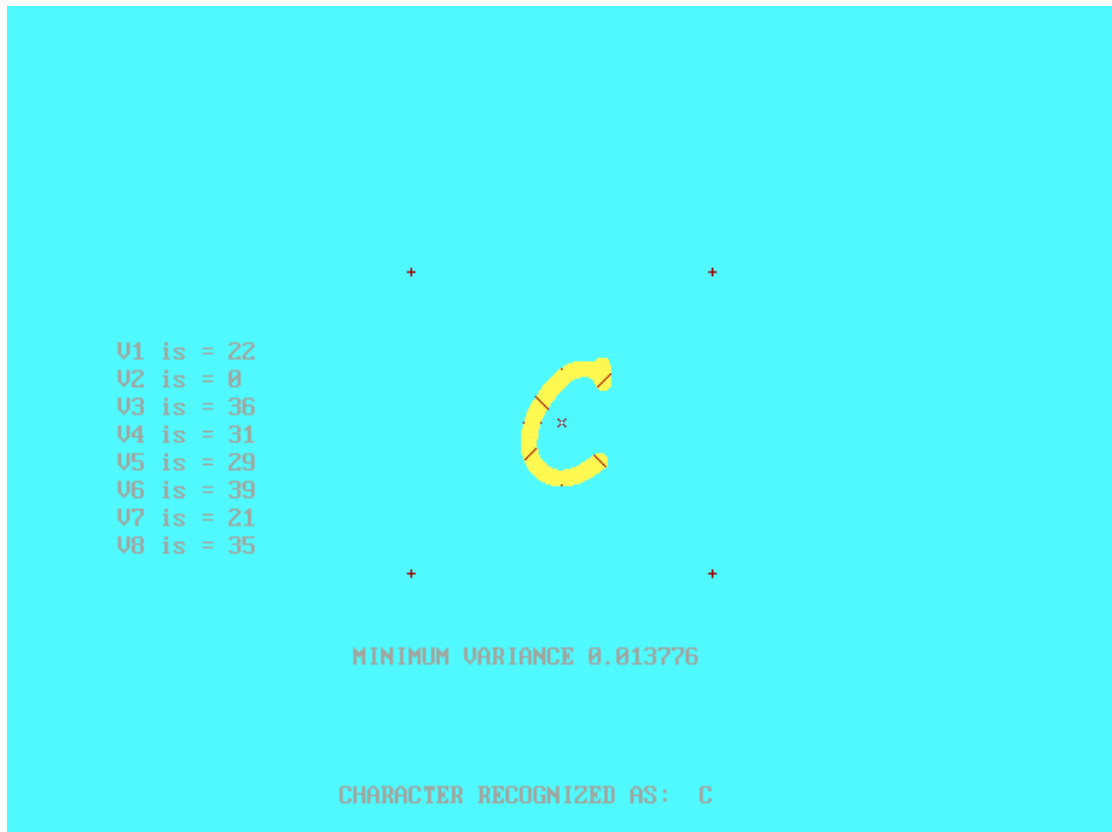 V1 is = 22
V2 is = 0
V3 is = 36
V4 is = 31
V5 is = 29
V6 is = 39
V7 is = 21
V8 is = 35
C
MINIMUM VARIANCE 0.013776
CHARACTER RECOGNIZED AS: C